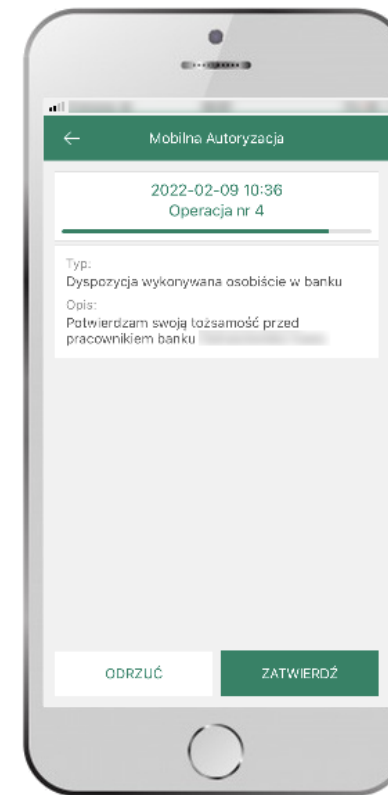 Mobilna Autoryzacja
2022-02-09 10:36
Operacja nr 4
Typ:
Dyspozycja wykonywana osobiście w banku
Opis:
Potwierdzam swoją tożsamość przed
pracownikiem banku
ODRZUĆ
ZATWIERDŹ